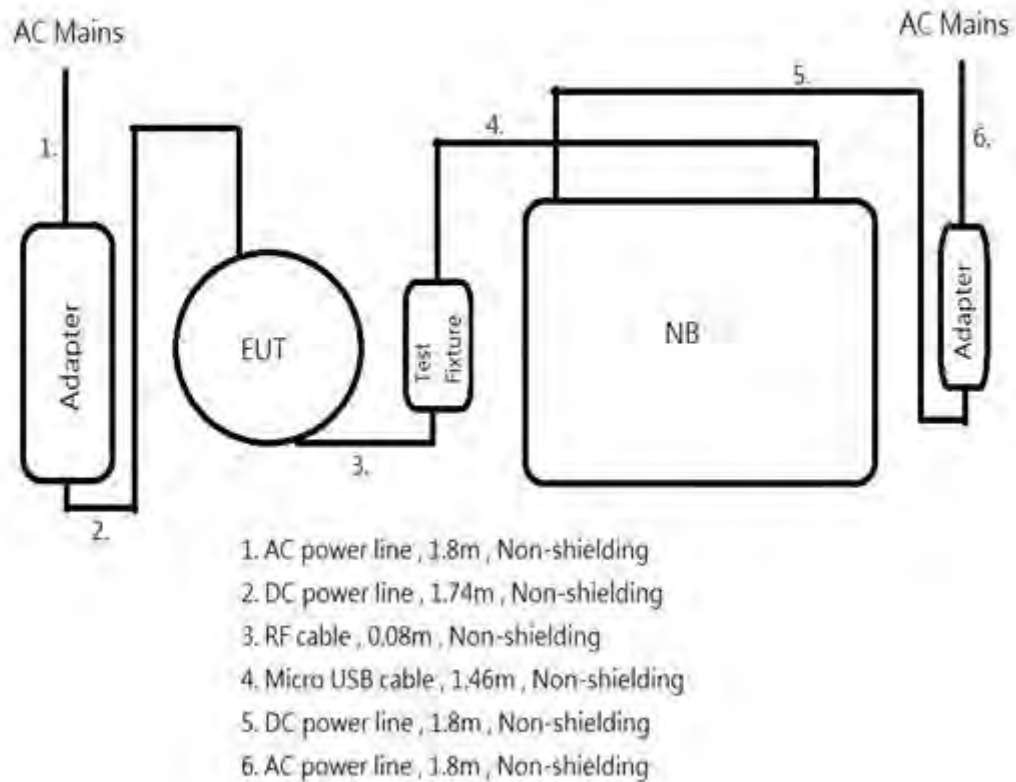 AC Mains
AC Mains
1.
5.
4.
6.
Adapter
EUT
Test
Fixture
NB
Adapter
3.
2.
1. AC power line , 1.8m , Non-shielding
2. DC power line , 1.74m , Non-shielding
3. RF cable , 0.08m , Non-shielding
4. Micro USB cable , 1.46m , Non-shielding
5. DC power line , 1.8m , Non-shielding
6. AC power line , 1.8m , Non-shielding